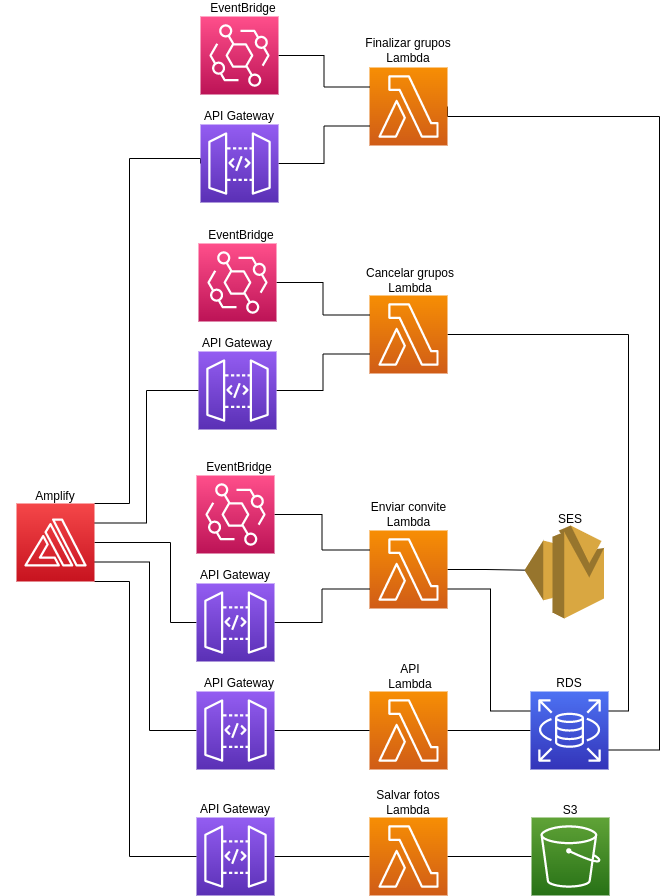 EventBridge
Finalizar grupos
Lambda
API Gateway
EventBridge
Cancelar grupos
Lambda
API Gateway
EventBridge
Amplify
Enviar convite
Lambda
SES
API Gateway
API
Lambda
API Gateway
RDS
Salvar fotos
Lambda
API Gateway
S3